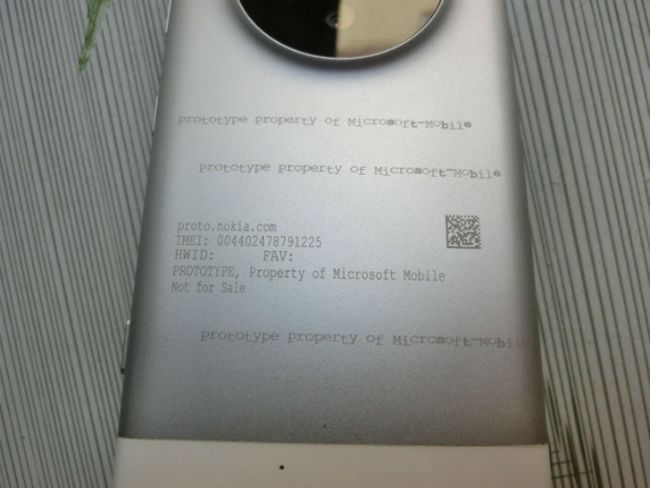 Prototype Property of Microsoft-Mobile
Prototype Property of Microsoft-Mobile
proto.nokia.com
IMEI: 004402478791225
HWID: FAV:
PROTOTYPE, Property of Microsoft Mobile
Not for Sale
Prototype Property of Microsoft-Mobil